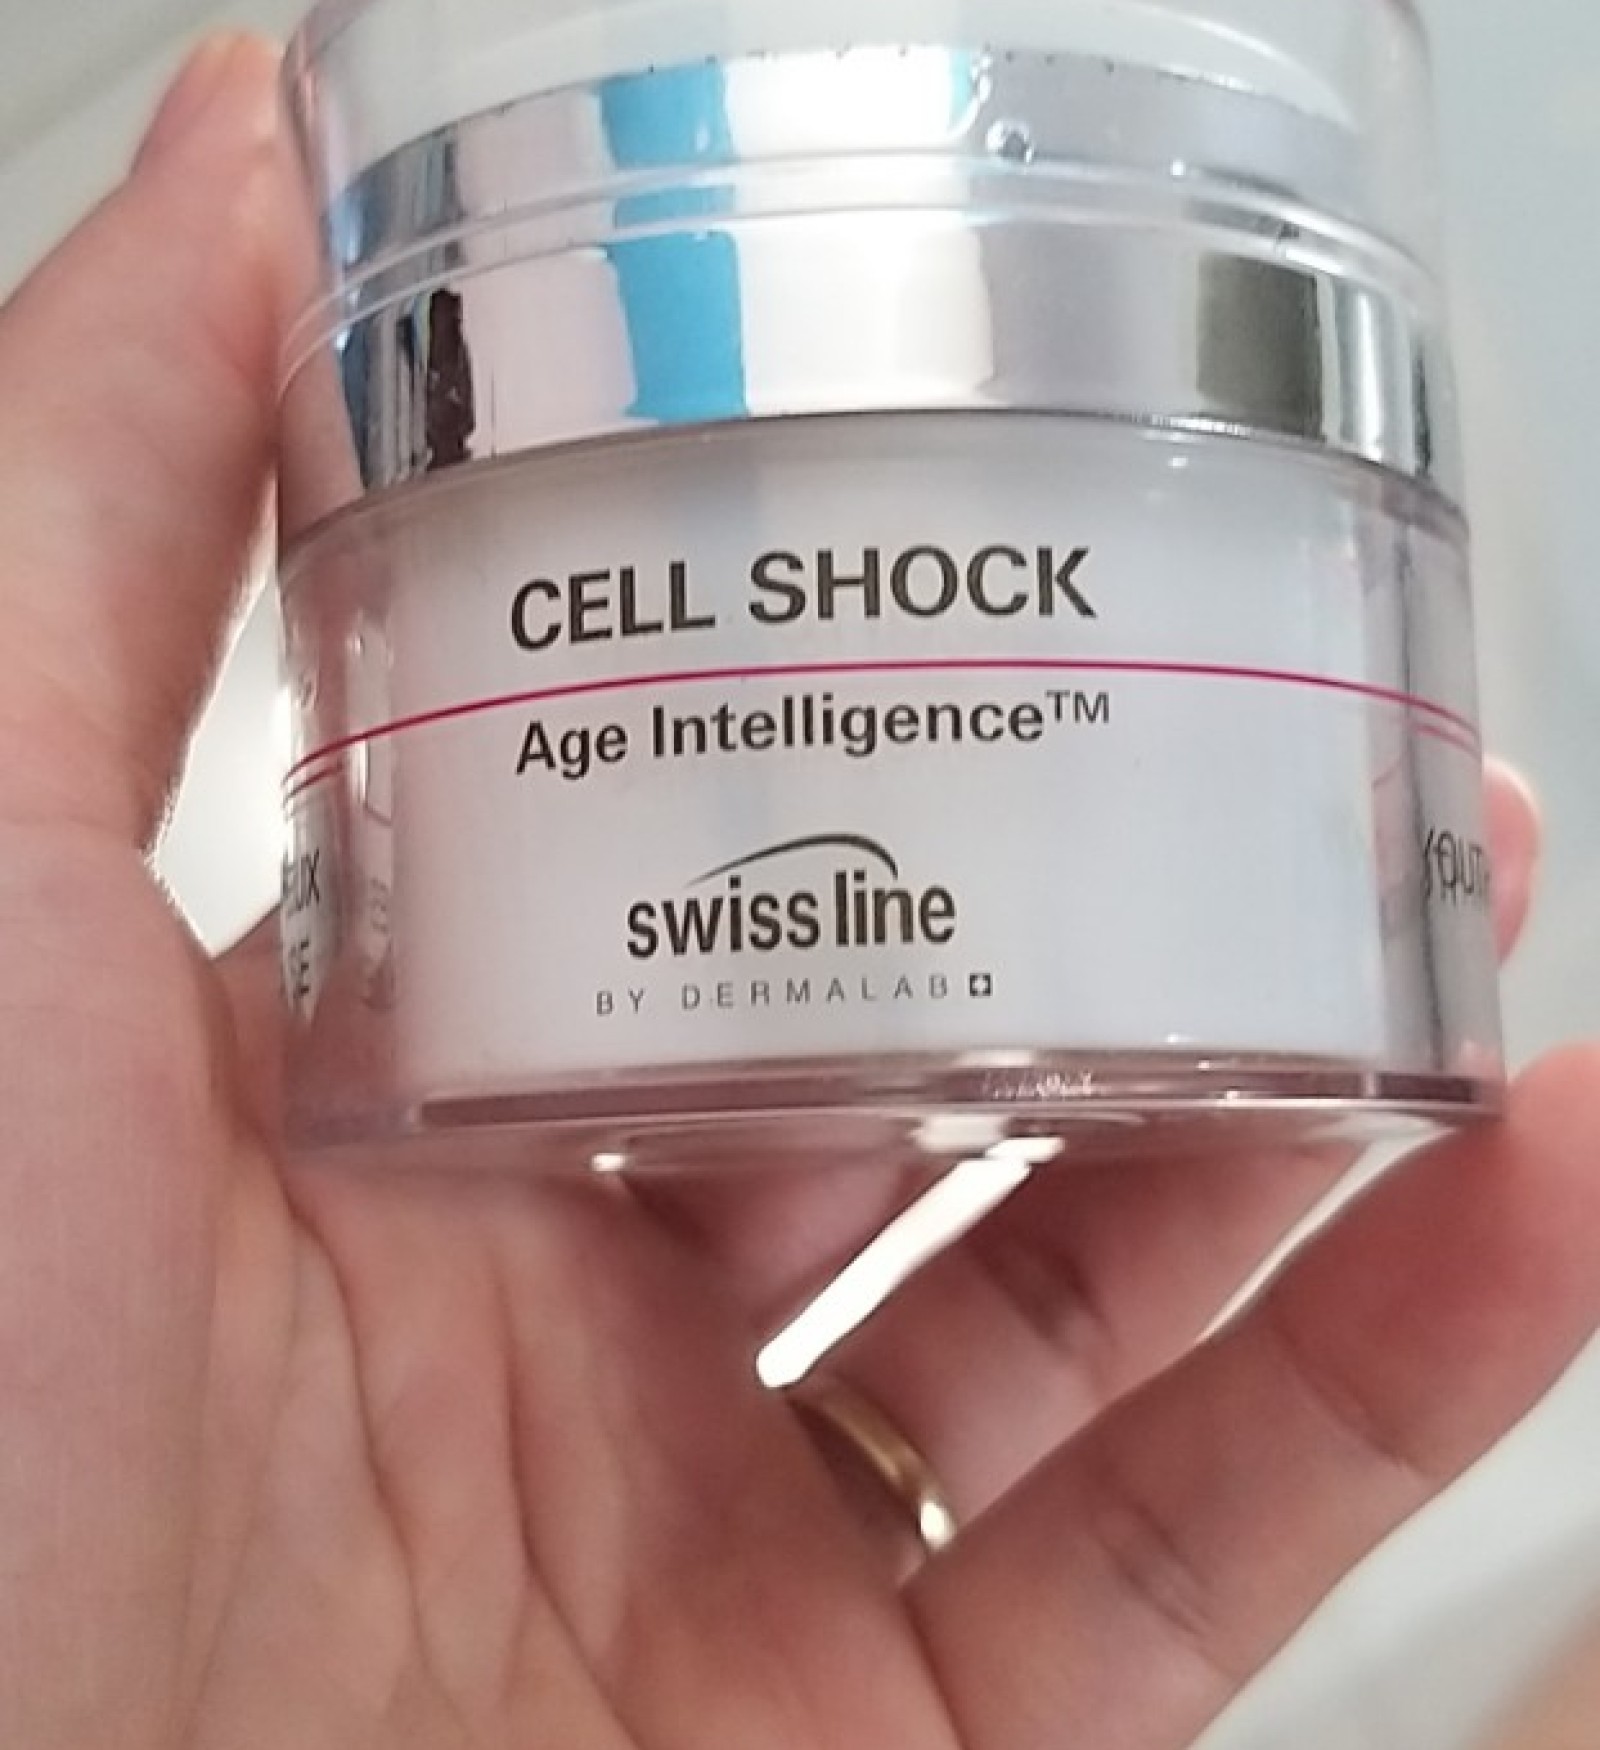 CELL SHOCK
Age Intelligence™
swiss line
BY DERMALAB